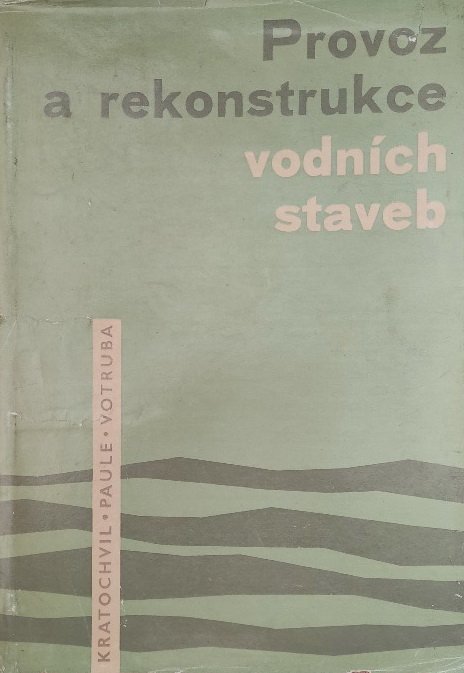 Provoz
a rekonstrukce
vodních
staveb
KRATOCHVIL • PAULE • VOTRUBA